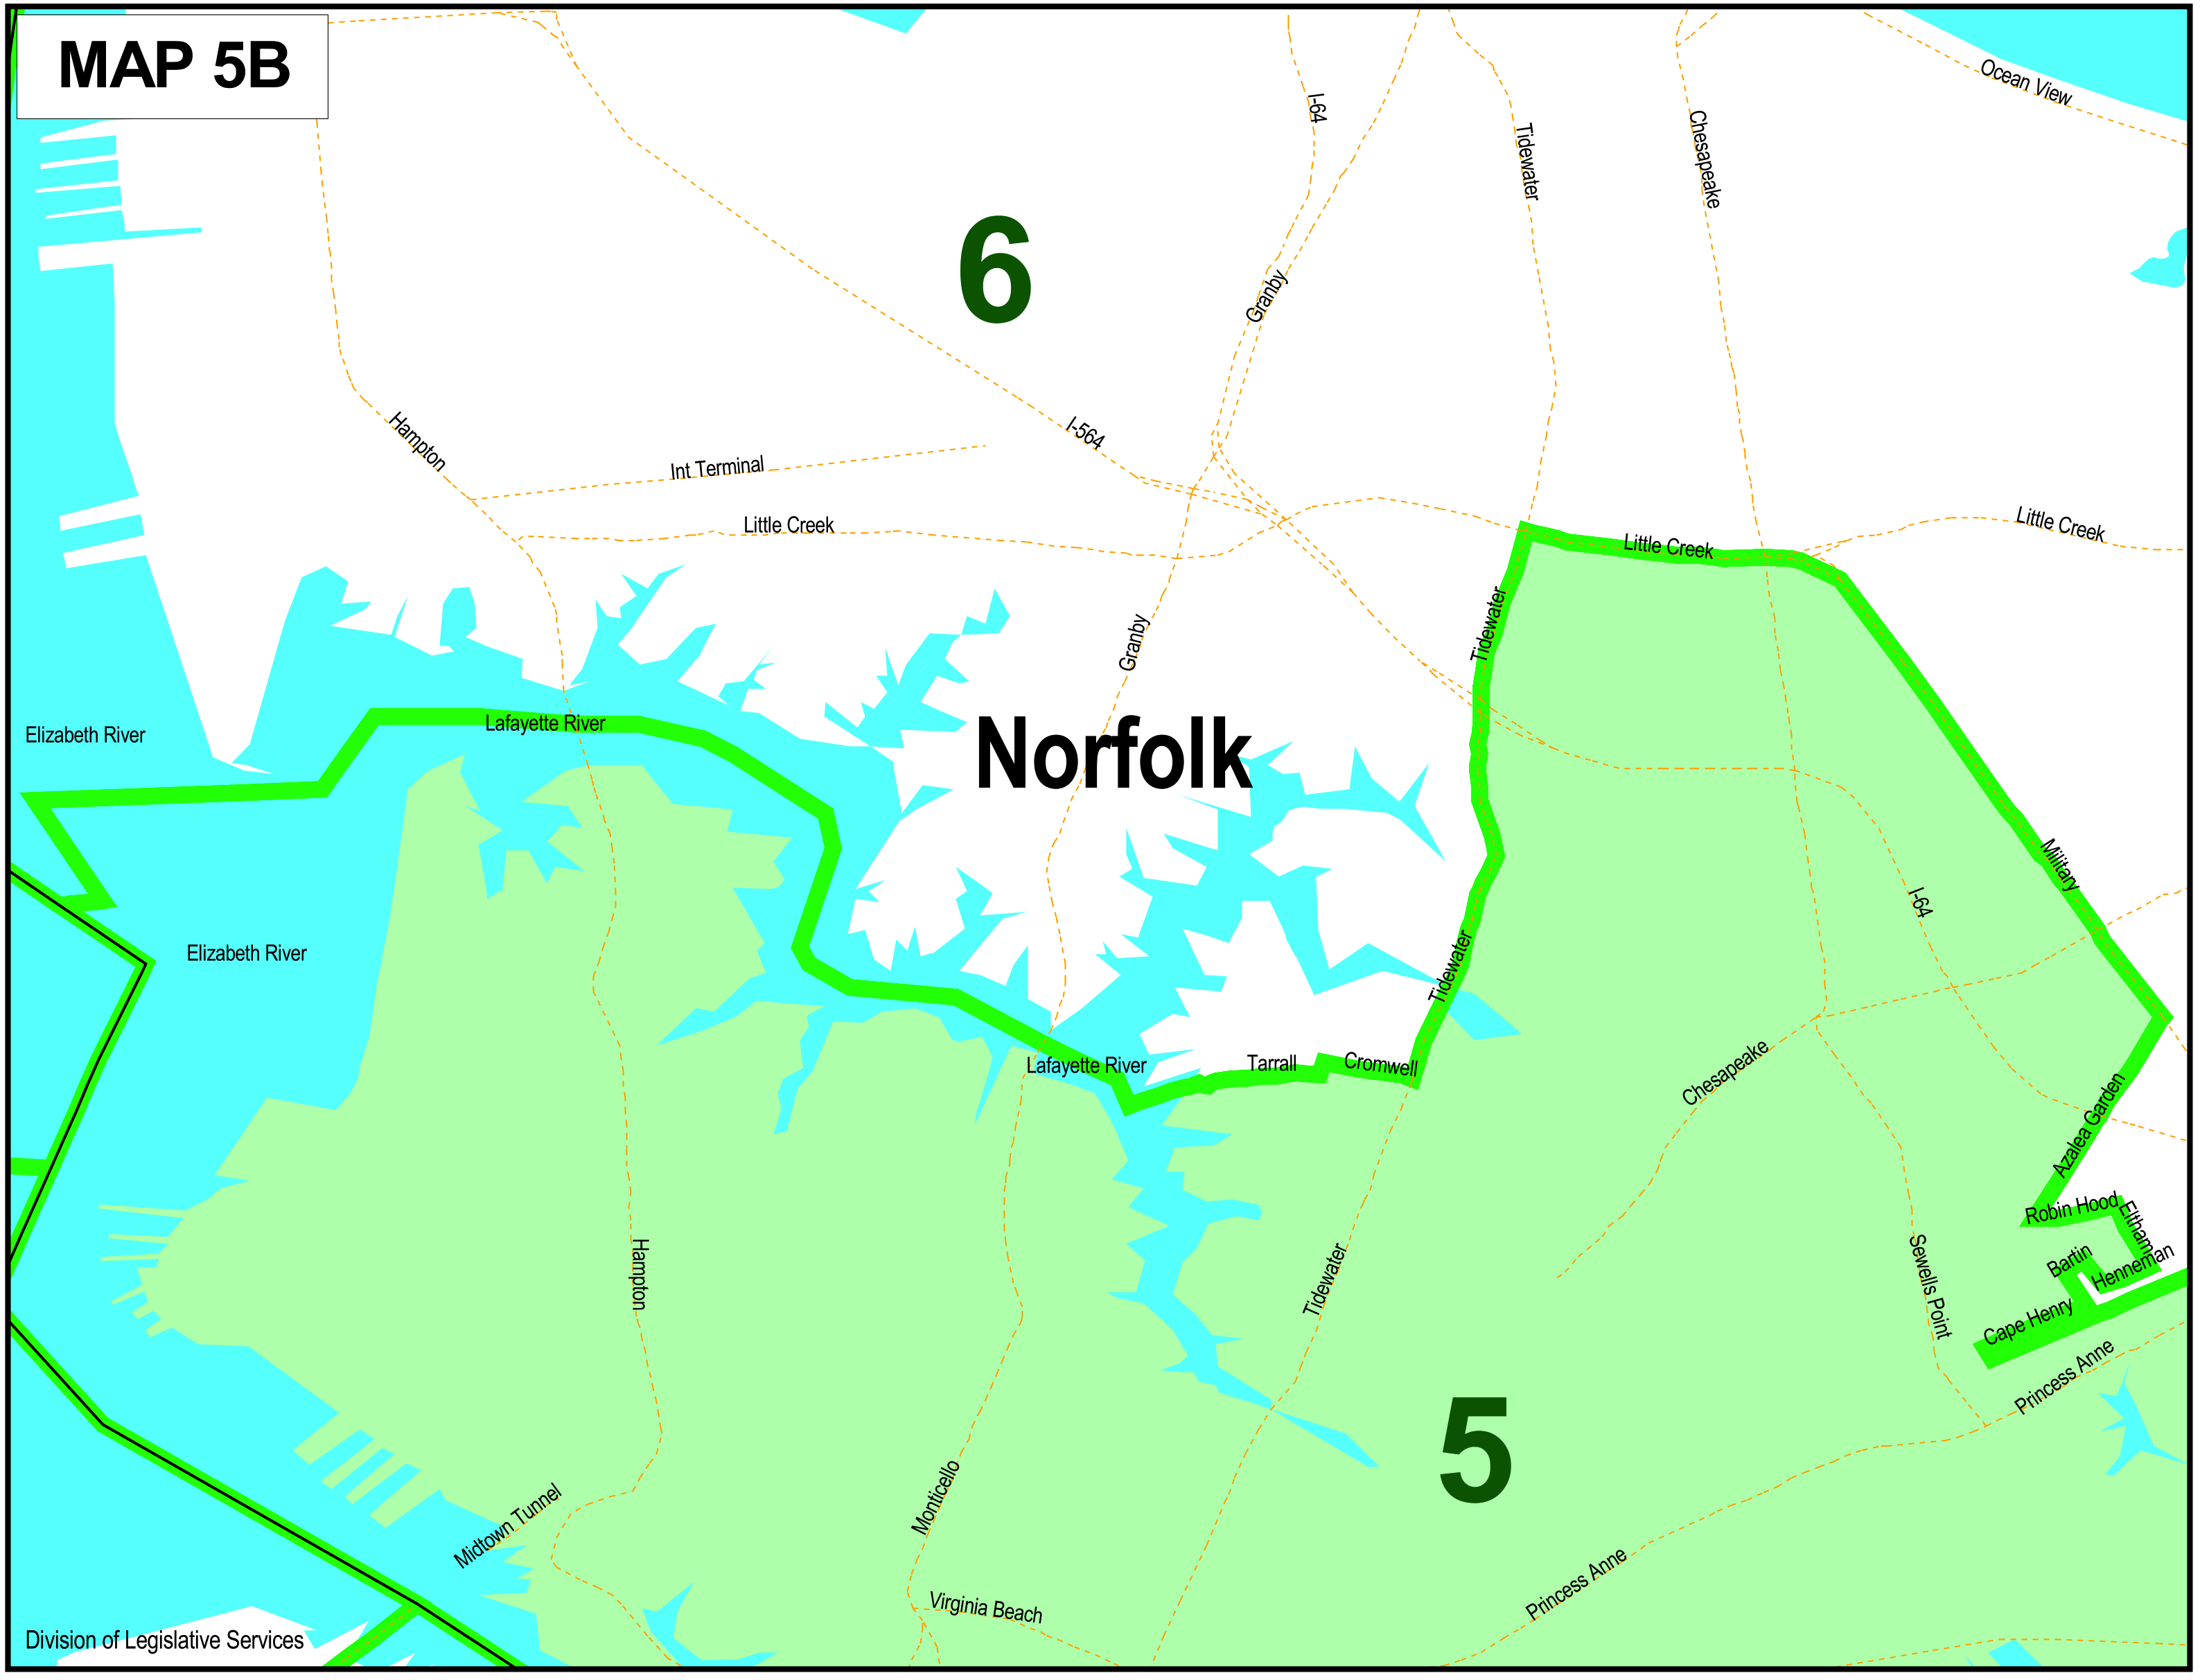 MAP 5B
Ocean View
I-64
Tidewater
Chesapeake
6
Granby
Hampton
I-564
Int Terminal
Little Creek
Little Creek
Little Creek
Tidewater
Granby
Lafayette River
Elizabeth River
Norfolk
Military
I-64
Elizabeth River
Tidewater
Lafayette River
Tarrall
Cromwell
Chesapeake
Azalea Garden
Robin Hood
Eltham
Hampton
Tidewater
Sewells Point
Bartin
Henneman
Cape Henry
Princess Anne
5
Monticello
Midtown Tunnel
Princess Anne
Virginia Beach
Division of Legislative Services